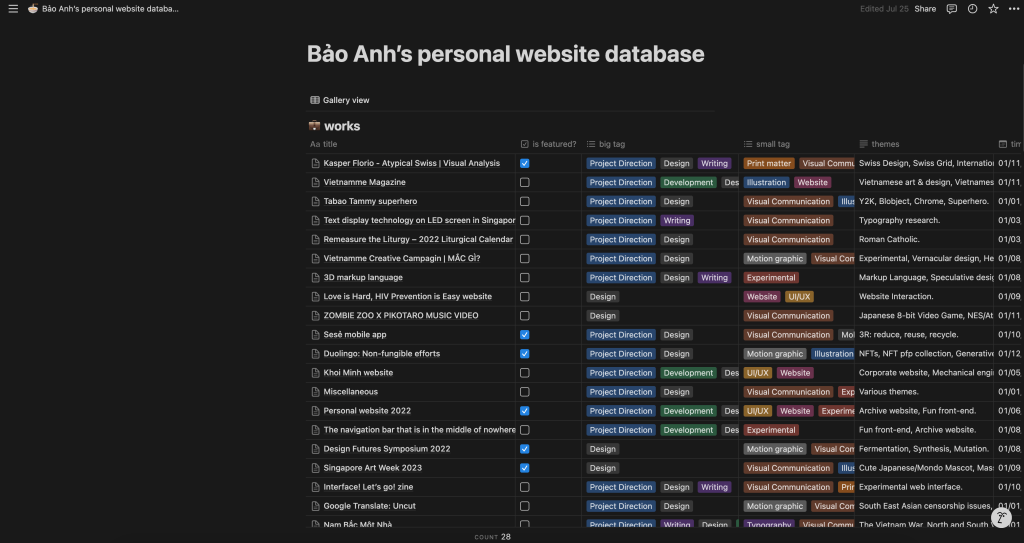 Bảo Anh's personal website databa...
Edited Jul 25 Share
Bảo Anh's personal website database
Gallery view
works
Aa title is featured? big tag small tag themes tim
Kasper Florio - Atypical Swiss | Visual Analysis Project Direction Design Writing Print matter Visual Commu Swiss Design, Swiss Grid, Internatio 01/11
Vietnamme Magazine Project Direction Development Des Illustration Website Vietnamese art & design, Vietnames 01/01
Tabao Tammy superhero Project Direction Design Visual Communication Illus Y2K, Blobject, Chrome, Superhero. 01/03
Text display technology on LED screen in Singapor Project Direction Writing Visual Communication Typography research. 01/03
Remeasure the Liturgy – 2022 Liturgical Calendar Project Direction Design Visual Communication Roman Catholic. 01/03
Vietnamme Creative Campagin | MẮC GÌ? Project Direction Design Motion graphic Visual Com Experimental, Vernacular design, He 01/08
3D markup language Project Direction Design Writing Experimental Markup Language, Speculative desig 01/08
Love is Hard, HIV Prevention is Easy website Design Website UI/UX Website Interaction. 01/09
ZOMBIE ZOO X PIKOTARO MUSIC VIDEO Design Visual Communication Japanese 8-bit Video Game, NES/At 01/11
Sesê mobile app Project Direction Design Visual Communication Mo 3R: reduce, reuse, recycle. 01/10
Duolingo: Non-fungible efforts Project Direction Design Motion graphic Illustration NFTs, NFT pfp collection, Generative 01/12
Khoi Minh website Project Direction Development Des UI/UX Website Corporate website, Mechanical engi 01/05
Miscellaneous Project Direction Design Visual Communication Exp Various themes. 01/01
Personal website 2022 Project Direction Development Des UI/UX Website Experime Archive website, Fun front-end. 01/06
The navigation bar that is in the middle of nowhere Project Direction Development Des Experimental Fun front-end, Archive website. 01/08
Design Futures Symposium 2022 Design Motion graphic Visual Com Fermentation, Synthesis, Mutation. 01/08
Singapore Art Week 2023 Design Visual Communication Illus Cute Japanese/Mondo Mascot, Mas 01/09
Interface! Let's go! zine Project Direction Design Writing Visual Communication Prin Experimental web interface. 01/10
Google Translate: Uncut Project Direction Design Motion graphic Visual Com South East Asian censorship issues, 01/01
Nam Bắc Một Nhà Project Direction Writing Design Typography Visual Comm The Vietnam War, North and South
COUNT 28